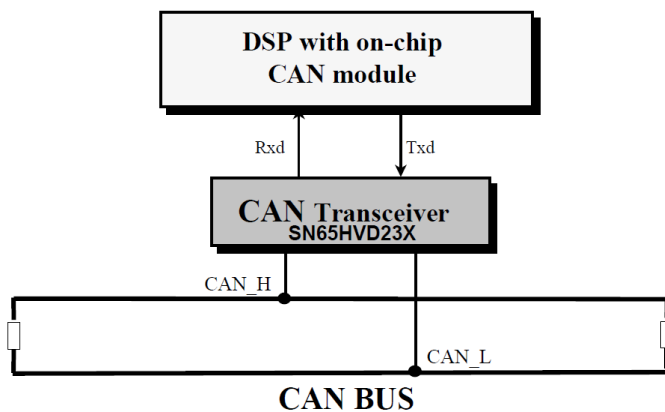 DSP with on-chip
CAN module
Rxd
Txd
CAN Transceiver
SN65HVD23X
CAN_H
CAN_L
CAN BUS